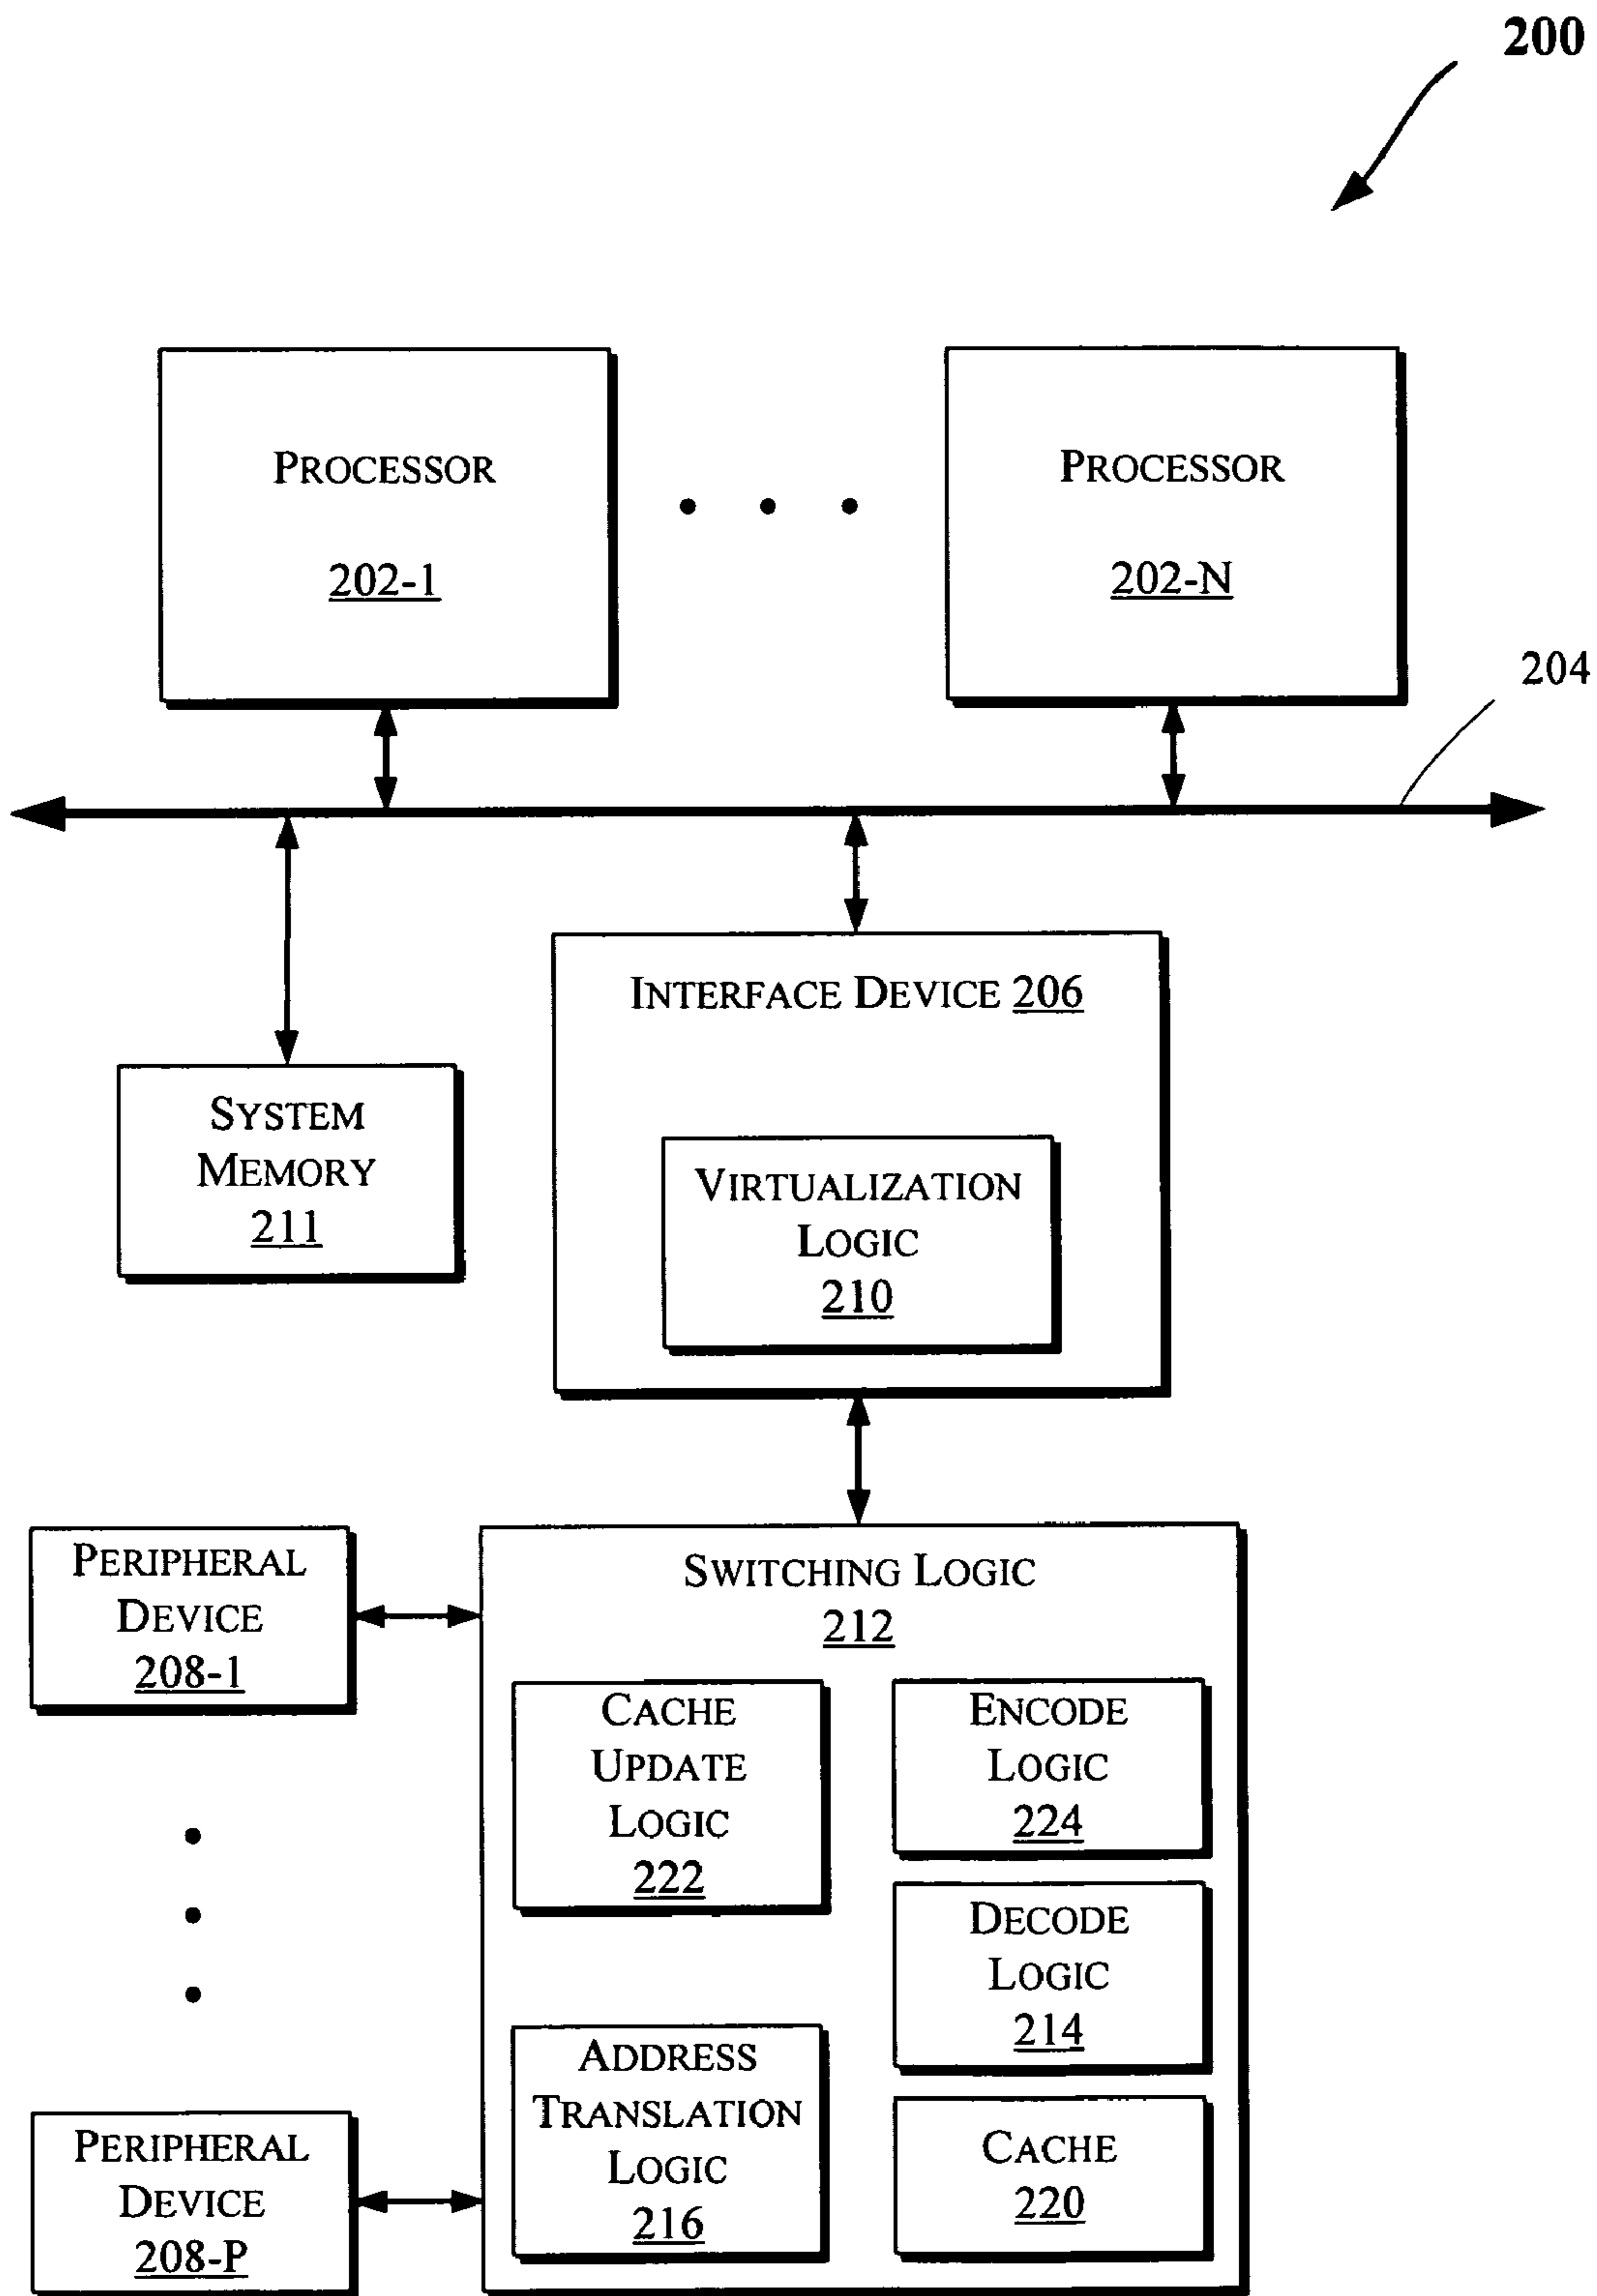 200
PROCESSOR
202-1
PROCESSOR
202-N
204
INTERFACE DEVICE 206
SYSTEM
MEMORY
211
VIRTUALIZATION
LOGIC
210
PERIPHERAL
DEVICE
208-1
SWITCHING LOGIC
212
CACHE
UPDATE
LOGIC
222
ENCODE
LOGIC
224
DECODE
LOGIC
214
ADDRESS
TRANSLATION
LOGIC
216
CACHE
220
PERIPHERAL
DEVICE
208-P